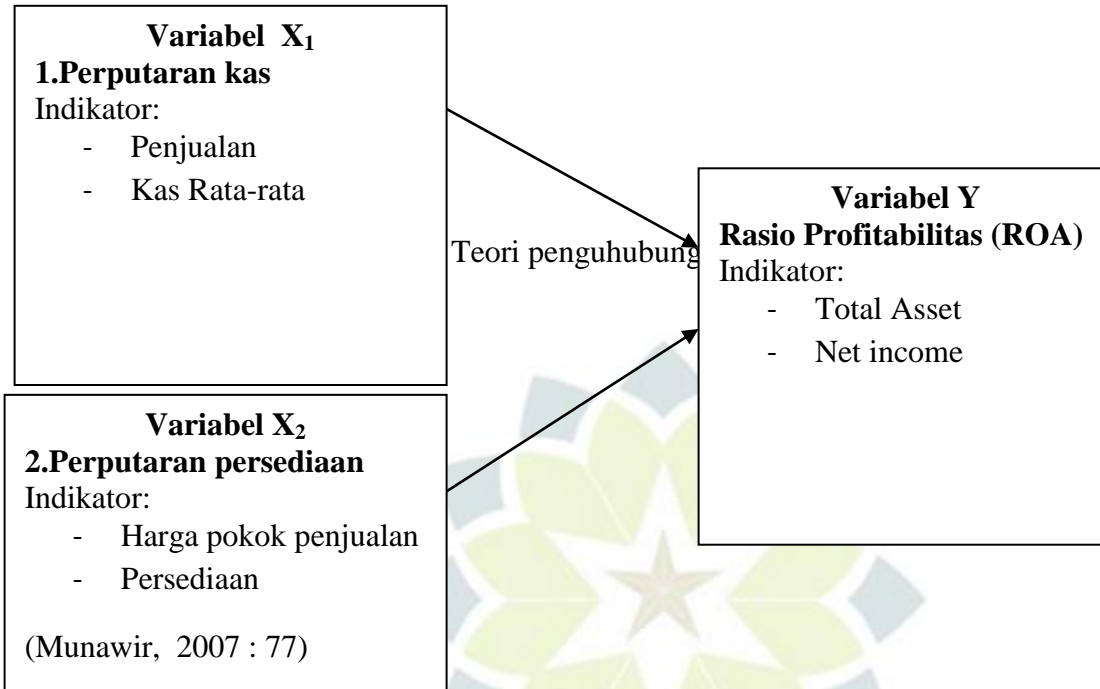 Variabel X₁
1.Perputaran kas
Indikator:
- Penjualan
- Kas Rata-rata
Teori penguhubung
Variabel X₂
2.Perputaran persediaan
Indikator:
- Harga pokok penjualan
- Persediaan
(Munawir, 2007 : 77)
Variabel Y
Rasio Profitabilitas (ROA)
Indikator:
- Total Asset
- Net income